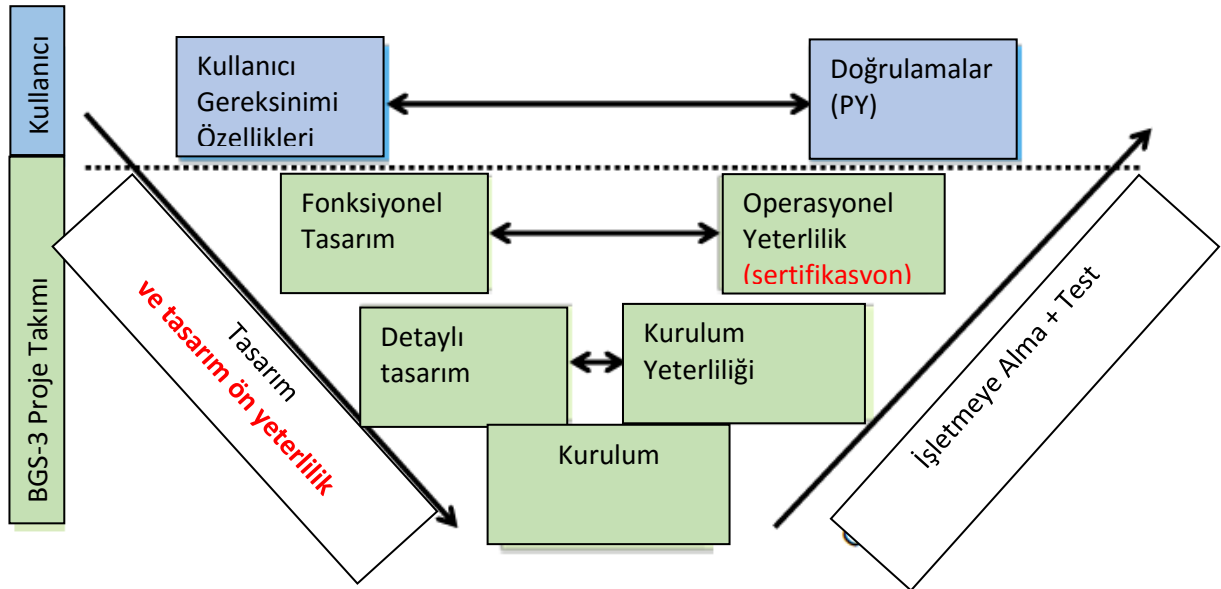 Kullanıcı
Kullanıcı
Gereksinimi
Özellikleri
Doğrulamalar
(PY)
BGS-3 Proje Takımı
Fonksiyonel
Tasarım
Operasyonel
Yeterlilik
(sertifikasvon)
Tasarım
ve tasarım ön yeterlilik
Detaylı
tasarım
Kurulum
Yeterliliği
Kurulum
İşletmeye Alma + Test